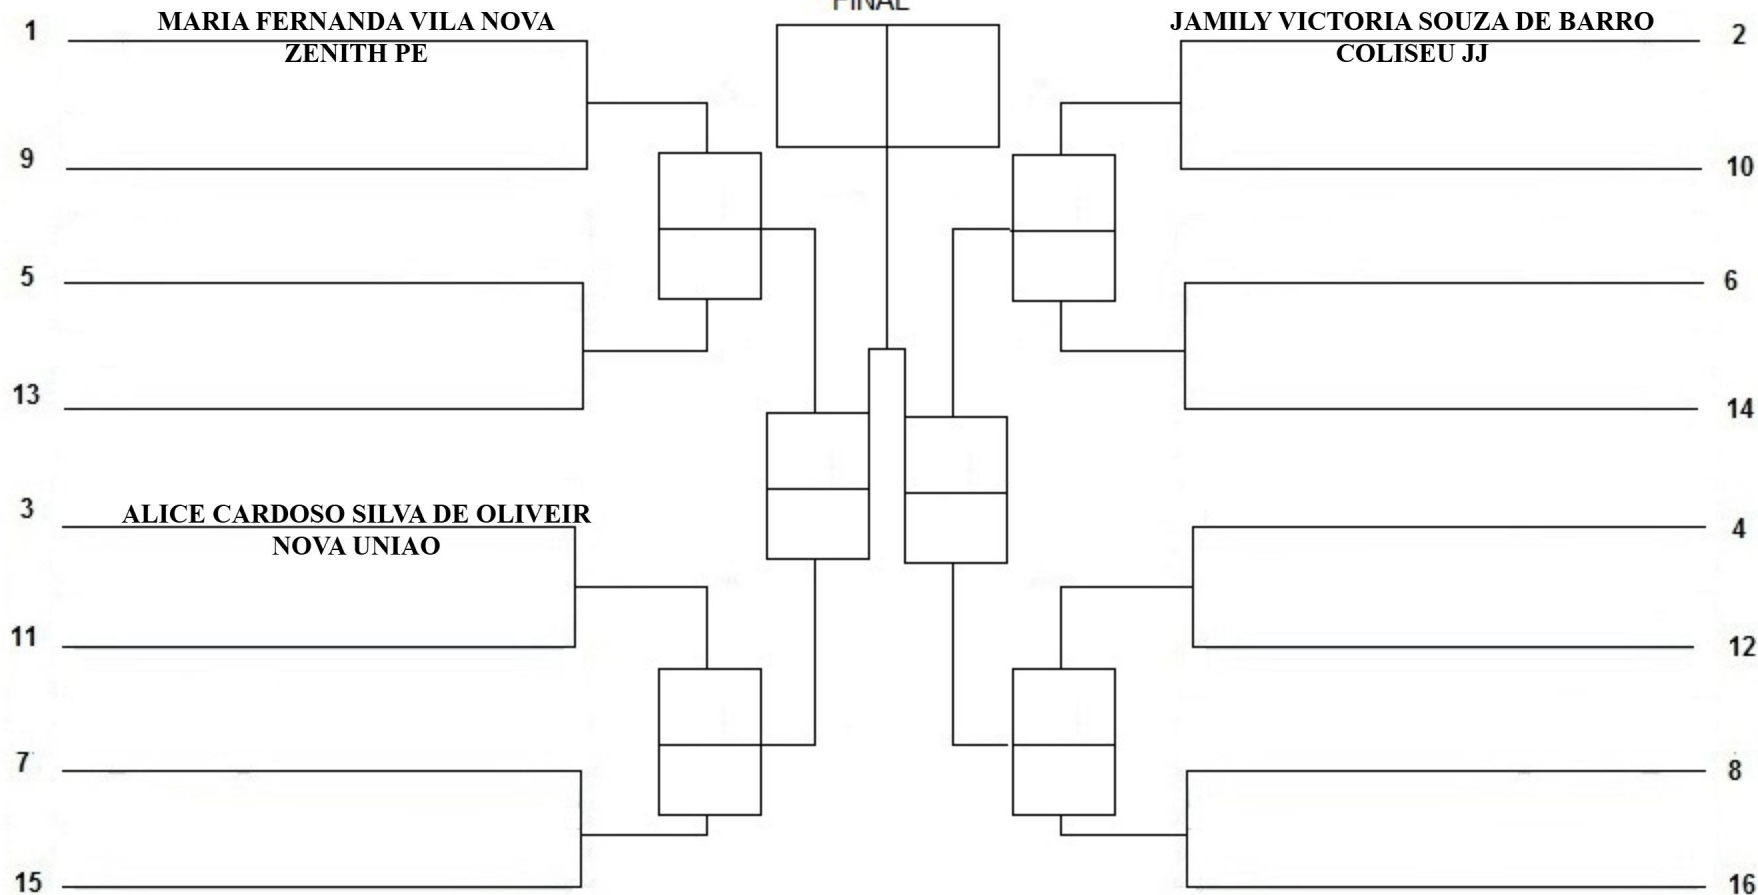 FINAL
1
MARIA FERNANDA VILA NOVA
ZENITH PE
JAMILY VICTORIA SOUZA DE BARRO
COLISEU JJ
2
9
10
5
6
13
14
3
ALICE CARDOSO SILVA DE OLIVEIR
NOVA UNIAO
4
11
12
7
8
15
16